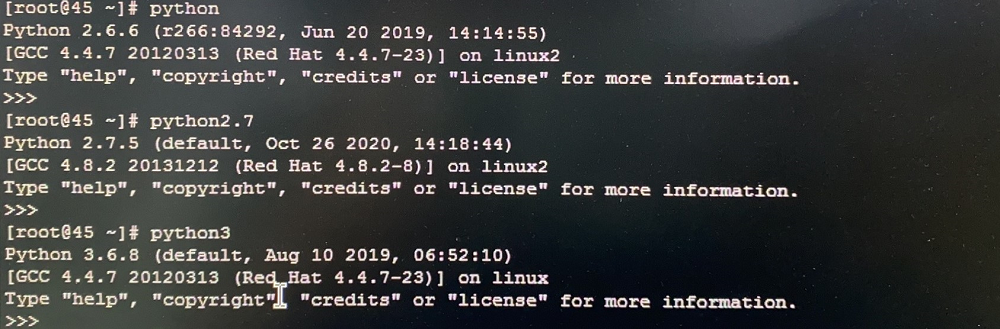 [root@45 ~]# python
Python 2.6.6 (r266:84292, Jun 20 2019, 14:14:55)
[GCC 4.4.7 20120313 (Red Hat 4.4.7-23)] on linux2
Type "help", "copyright", "credits" or "license" for more information.
>>>
[root@45 ~]# python2.7
Python 2.7.5 (default, Oct 26 2020, 14:18:44)
[GCC 4.8.2 20131212 (Red Hat 4.8.2-8)] on linux2
Type "help", "copyright", "credits" or "license" for more information.
>>>
[root@45 ~]# python3
Python 3.6.8 (default, Aug 10 2019, 06:52:10)
[GCC 4.4.7 20120313 (Red Hat 4.4.7-23)] on linux
Type "help", "copyright" "credits" or "license" for more information.
>>>